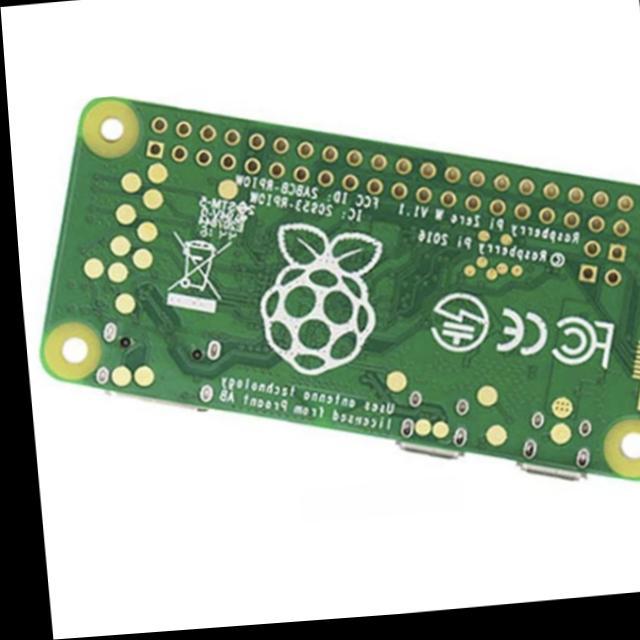 Raspberry Pi Zero W V1.1
© Raspberry Pi 2016
FCC ID: 2ABCB-RPI0W
IC: 20953-RPI0W
FC CE
Uses antenna technology
licensed from Proant AB